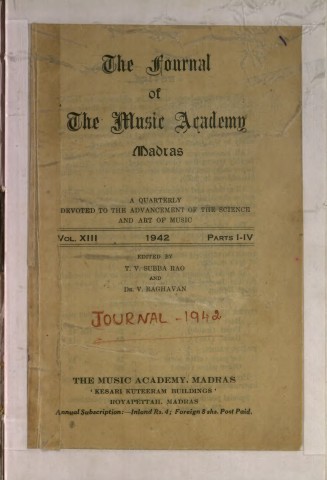 The Journal
of
The Music Academy
Madras
A QUARTERLY
DEVOTED TO THE ADVANCEMENT OF THE SCIENCE
AND ART OF MUSIC
VOL. XIII 1942 PARTS I-IV
EDITED BY
T. V. SUBBA RAO
AND
DR. V. RAGHAVAN
JOURNAL - 1942
THE MUSIC ACADEMY, MADRAS
' KESARI KUTEERAM BUILDINGS '
ROYAPETTAH, MADRAS
Annual Subscription:—Inland Rs. 4; Foreign 8 shs. Post Paid.